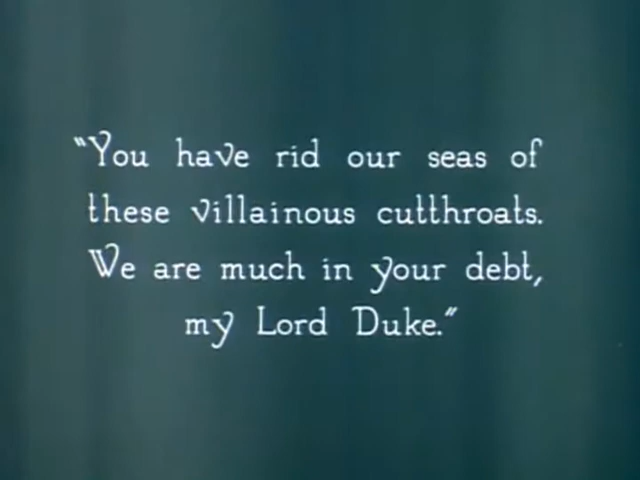 "You have rid our seas of
these villainous cutthroats.
We are much in your debt,
my Lord Duke."